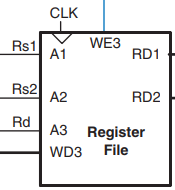 CLK
Rs1 A1 WE3 RD1
Rs2 A2 RD2
Rd A3 Register
WD3 File